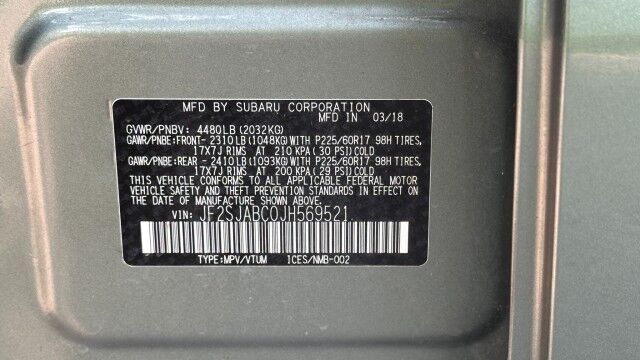 MFD BY SUBARU CORPORATION
MFD IN 03/18
GVWR/PNBV: 4480LB(2032KG)
GAWR/PNBE:FRONT- 2310LB(1048KG)WITH P225/60R17 98H TIRES,
17X7J RIMS AT 210 KPA(30 PSI)COLD
GAWR/PNBE:REAR - 2410LB(1093KG)WITH P225/60R17 98H TIRES,
17X7J RIMS AT 200 KPA(29 PSI)COLD
THIS VEHICLE CONFORMS TO ALL APPLICABLE FEDERAL MOTOR
VEHICLE SAFETY AND THEFT PREVENTION STANDARDS IN EFFECT ON
THE DATE OF MANUFACTURE SHOWN ABOVE.
VIN: JF2SJABC0JH569521
TYPE:MPV/VTUM ICES/NMB-002